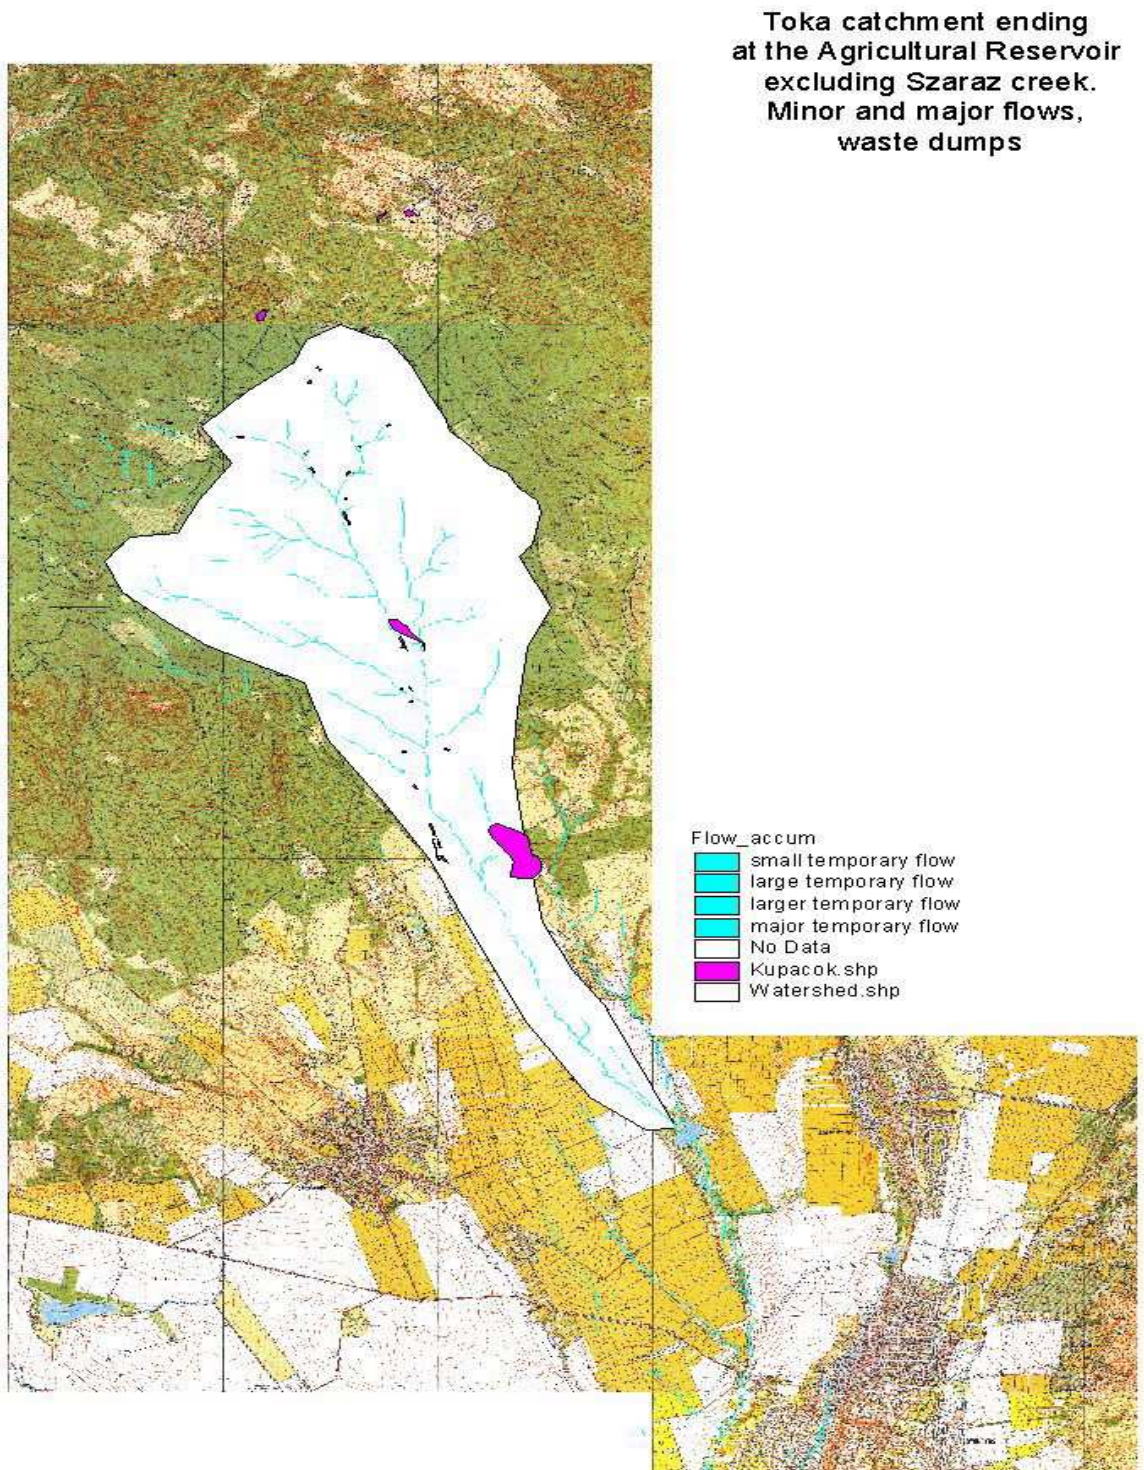 Toka catchment ending
at the Agricultural Reservoir
excluding Szaraz creek.
Minor and major flows,
waste dumps
Flow_accum
small temporary flow
large temporary flow
larger temporary flow
major temporary flow
No Data
Kupacok.shp
Watershed.shp